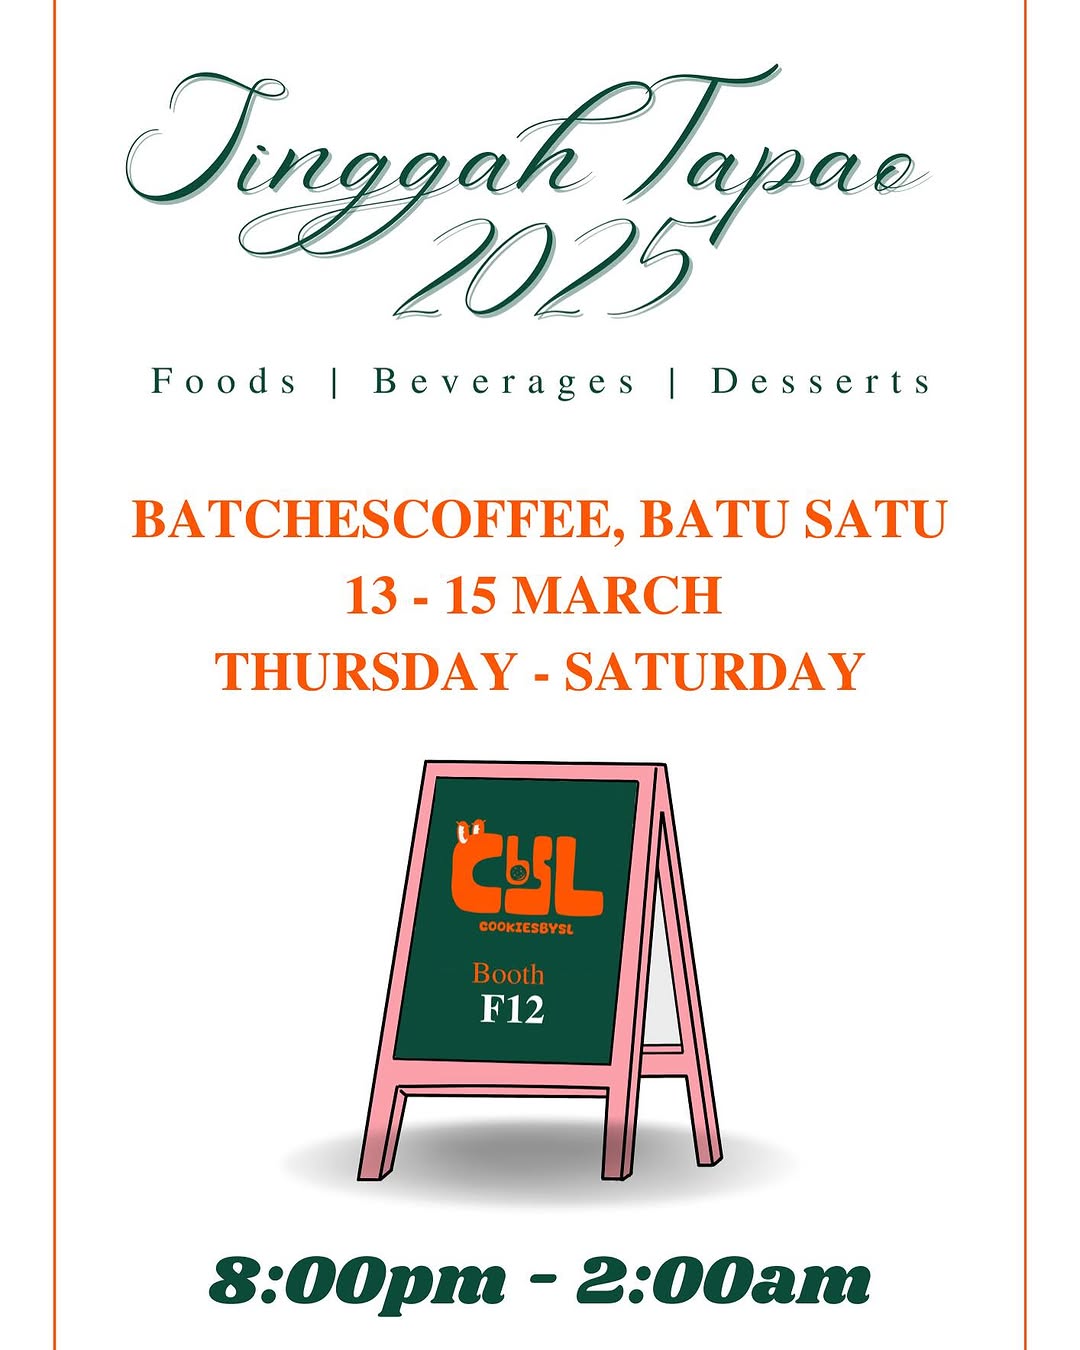 Singgah Tapao
2025
Foods | Beverages | Desserts
BATCHESCOFFEE, BATU SATU
13 - 15 MARCH
THURSDAY - SATURDAY
CbSL
COOKIESBYSL
Booth
F12
8:00pm - 2:00am